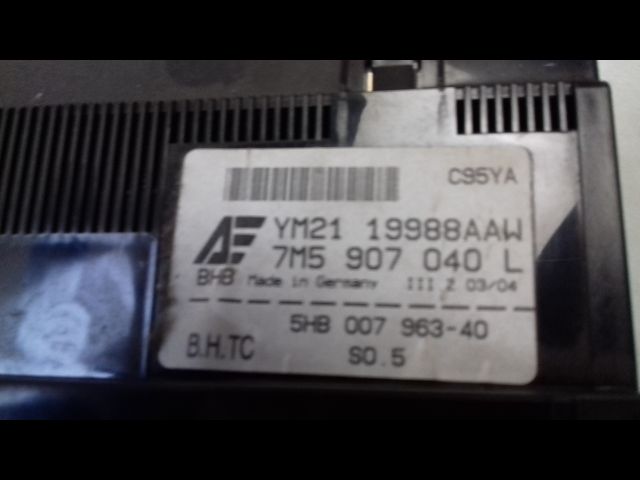 C95YA
AE YM21 19988AAW
7M5 907 040 L
BHB Made in Germany III Z 03/04
5HB 007 963-40
B.H.TC SO.5